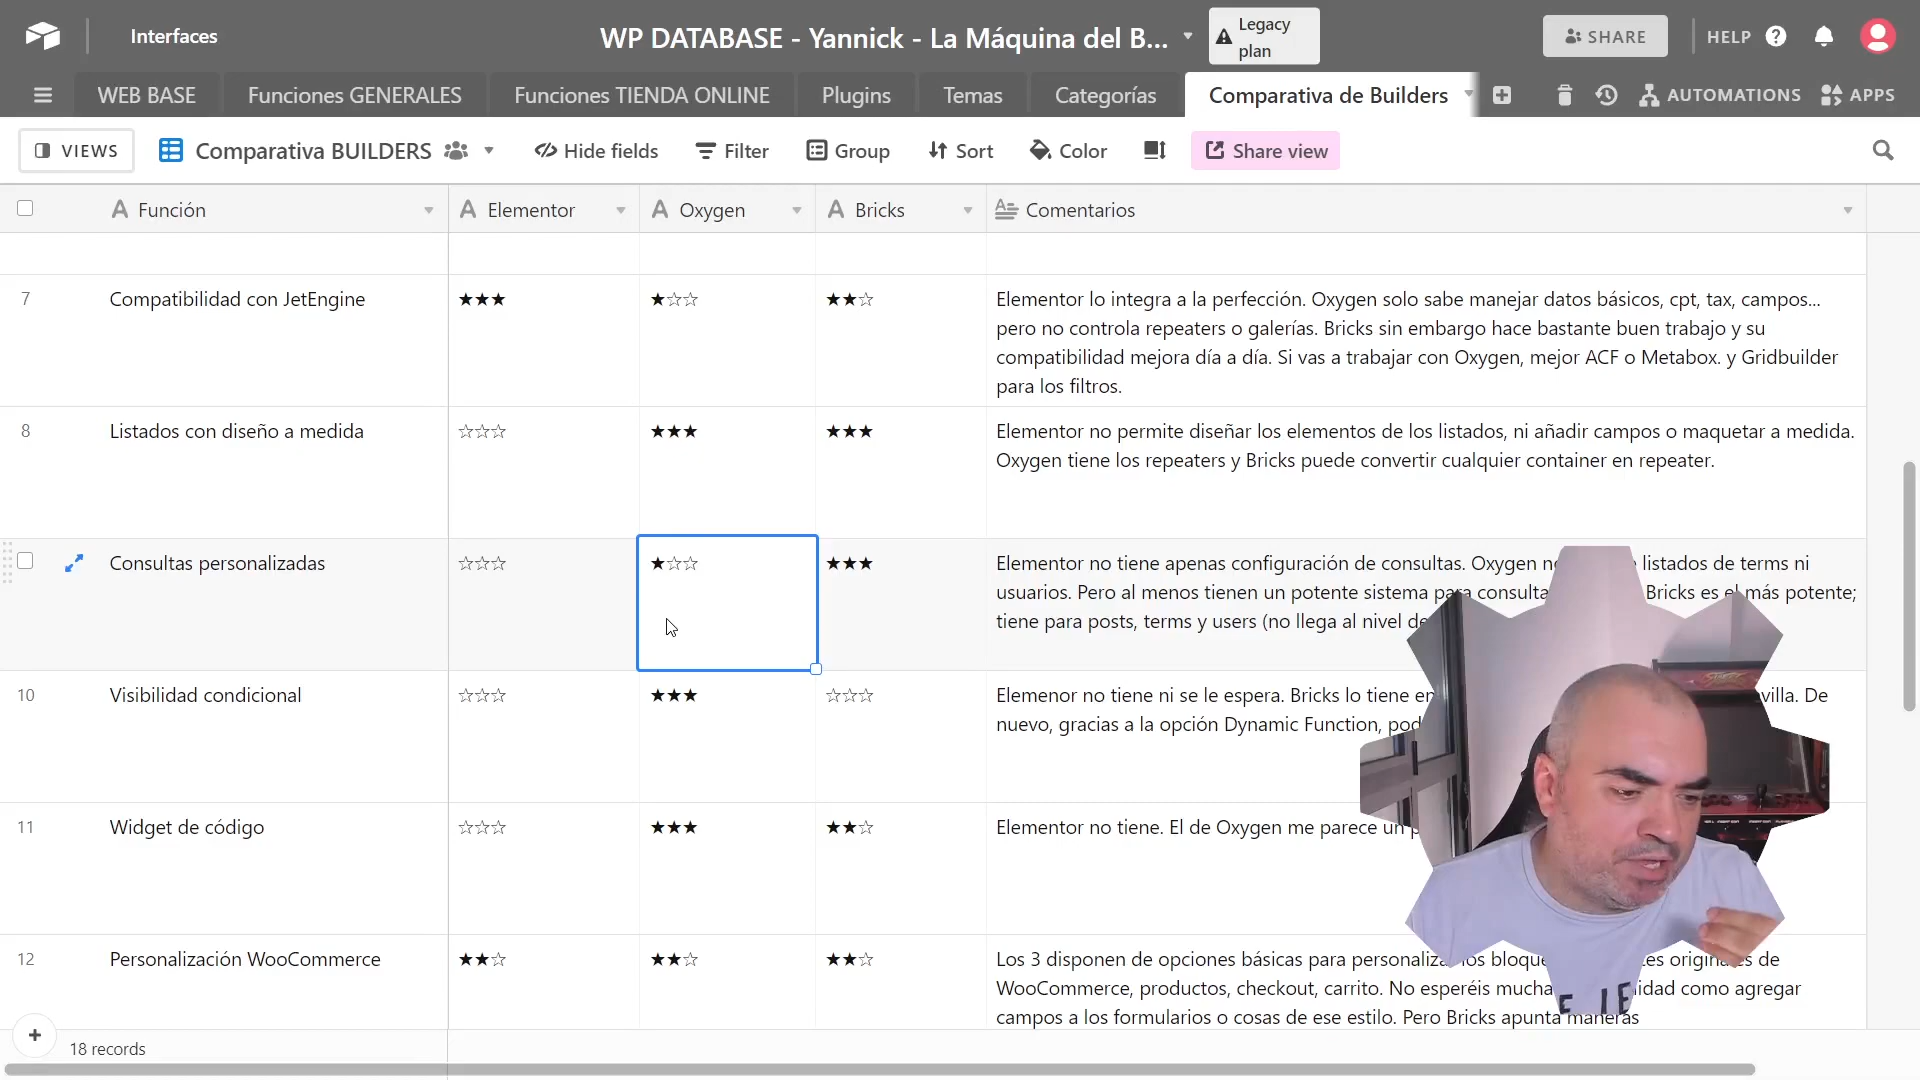 Interfaces
WP DATABASE - Yannick - La Máquina del B...
Legacy
plan
SHARE
HELP
WEB BASE
Funciones GENERALES
Funciones TIENDA ONLINE
Plugins
Temas
Categorías
Comparativa de Builders
AUTOMATIONS
APPS
VIEWS
Comparativa BUILDERS
Hide fields
Filter
Group
Sort
Color
Share view
Función
Elementor
Oxygen
Bricks
Comentarios
7
Compatibilidad con JetEngine
★★★
★☆☆
★★☆
Elementor lo integra a la perfección. Oxygen solo sabe manejar datos básicos, cpt, tax, campos...
pero no controla repeaters o galerías. Bricks sin embargo hace bastante buen trabajo y su
compatibilidad mejora día a día. Si vas a trabajar con Oxygen, mejor ACF o Metabox. y Gridbuilder
para los filtros.
8
Listados con diseño a medida
☆☆☆
★★★
★★★
Elementor no permite diseñar los elementos de los listados, ni añadir campos o maquetar a medida.
Oxygen tiene los repeaters y Bricks puede convertir cualquier container en repeater.
Consultas personalizadas
☆☆☆
★☆☆
★★★
Elementor no tiene apenas configuración de consultas. Oxygen listados de terms ni
usuarios. Pero al menos tienen un potente sistema para Bricks es el más potente;
tiene para posts, terms y users (no llega al nivel
10
Visibilidad condicional
☆☆☆
★★★
☆☆☆
Elemenor no tiene ni se le espera. Bricks lo tiene De
nuevo, gracias a la opción Dynamic Function,
11
Widget de código
☆☆☆
★★★
★★☆
Elementor no tiene. El de Oxygen me parece
12
Personalización WooCommerce
★★☆
★★☆
★★☆
Los 3 disponen de opciones básicas para de
WooCommerce, productos, checkout, carrito. No esperéis como agregar
campos a los formularios o cosas de ese estilo. Pero Bricks apunta maneras
18 records